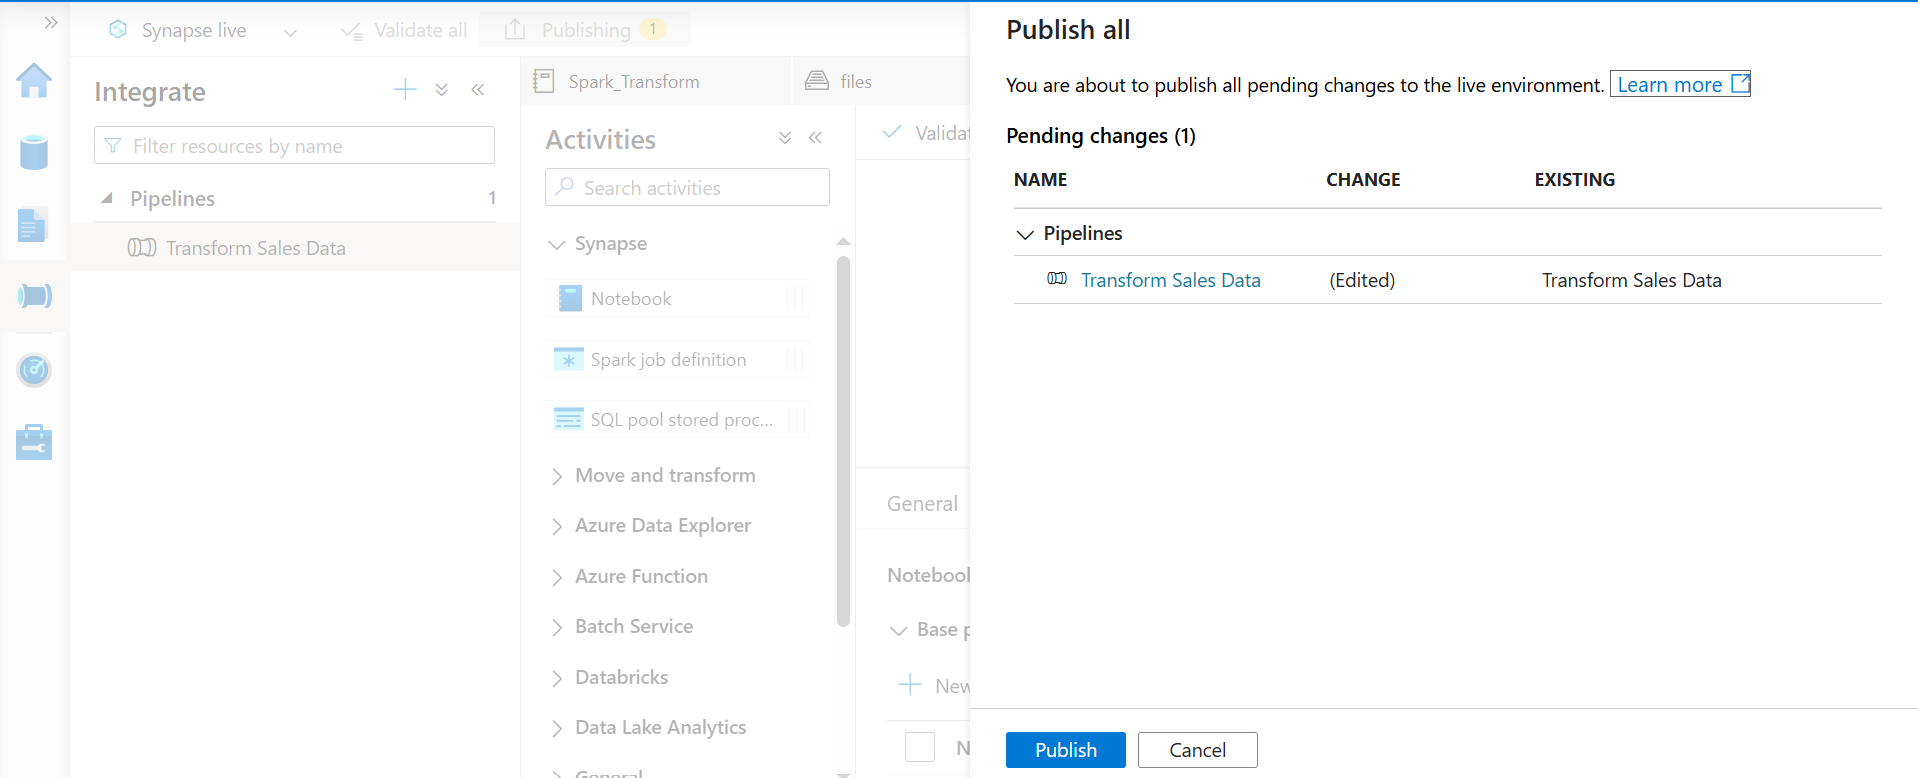 Synapse live
Validate all
Publishing 1
Integrate
Filter resources by name
Pipelines 1
Transform Sales Data
Spark_Transform
files
Activities
Search activities
Synapse
Notebook
Spark job definition
SQL pool stored proc...
Move and transform
Azure Data Explorer
Azure Function
Batch Service
Databricks
Data Lake Analytics
General
Validat
General
Notebook
Base p
New
N
Publish all
You are about to publish all pending changes to the live environment. Learn more
Pending changes (1)
NAME CHANGE EXISTING
Pipelines
Transform Sales Data (Edited) Transform Sales Data
Publish Cancel